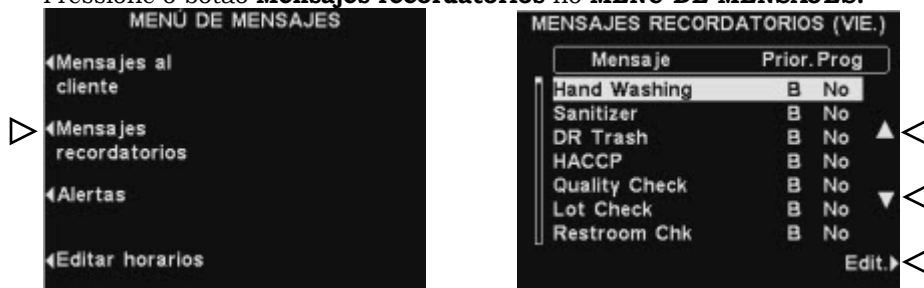 Pressione o botão Mensajes recordatorios no MENÚ DE MENSAJES.
MENÚ DE MENSAJES
Mensajes al
cliente
Mensajes
recordatorios
Alertas
Editar horarios
MENSAJES RECORDATORIOS (VIE.)
Mensaje Prior. Prog
Hand Washing B No
Sanitizer B No
DR Trash B No
HACCP B No
Quality Check B No
Lot Check B No
Restroom Chk B No
Edit.